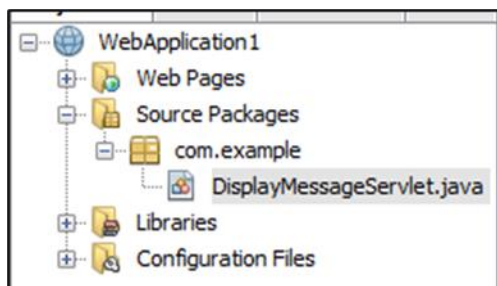 WebApplication1
Web Pages
Source Packages
com.example
DisplayMessageServlet.java
Libraries
Configuration Files